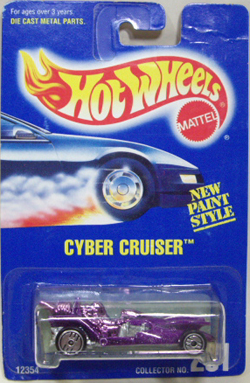 For ages over 3 years.
DIE CAST METAL PARTS.
HOT WHEELS
MATTEL
NEW
PAINT
STYLE
CYBER CRUISER™
12354
COLLECTOR NO.